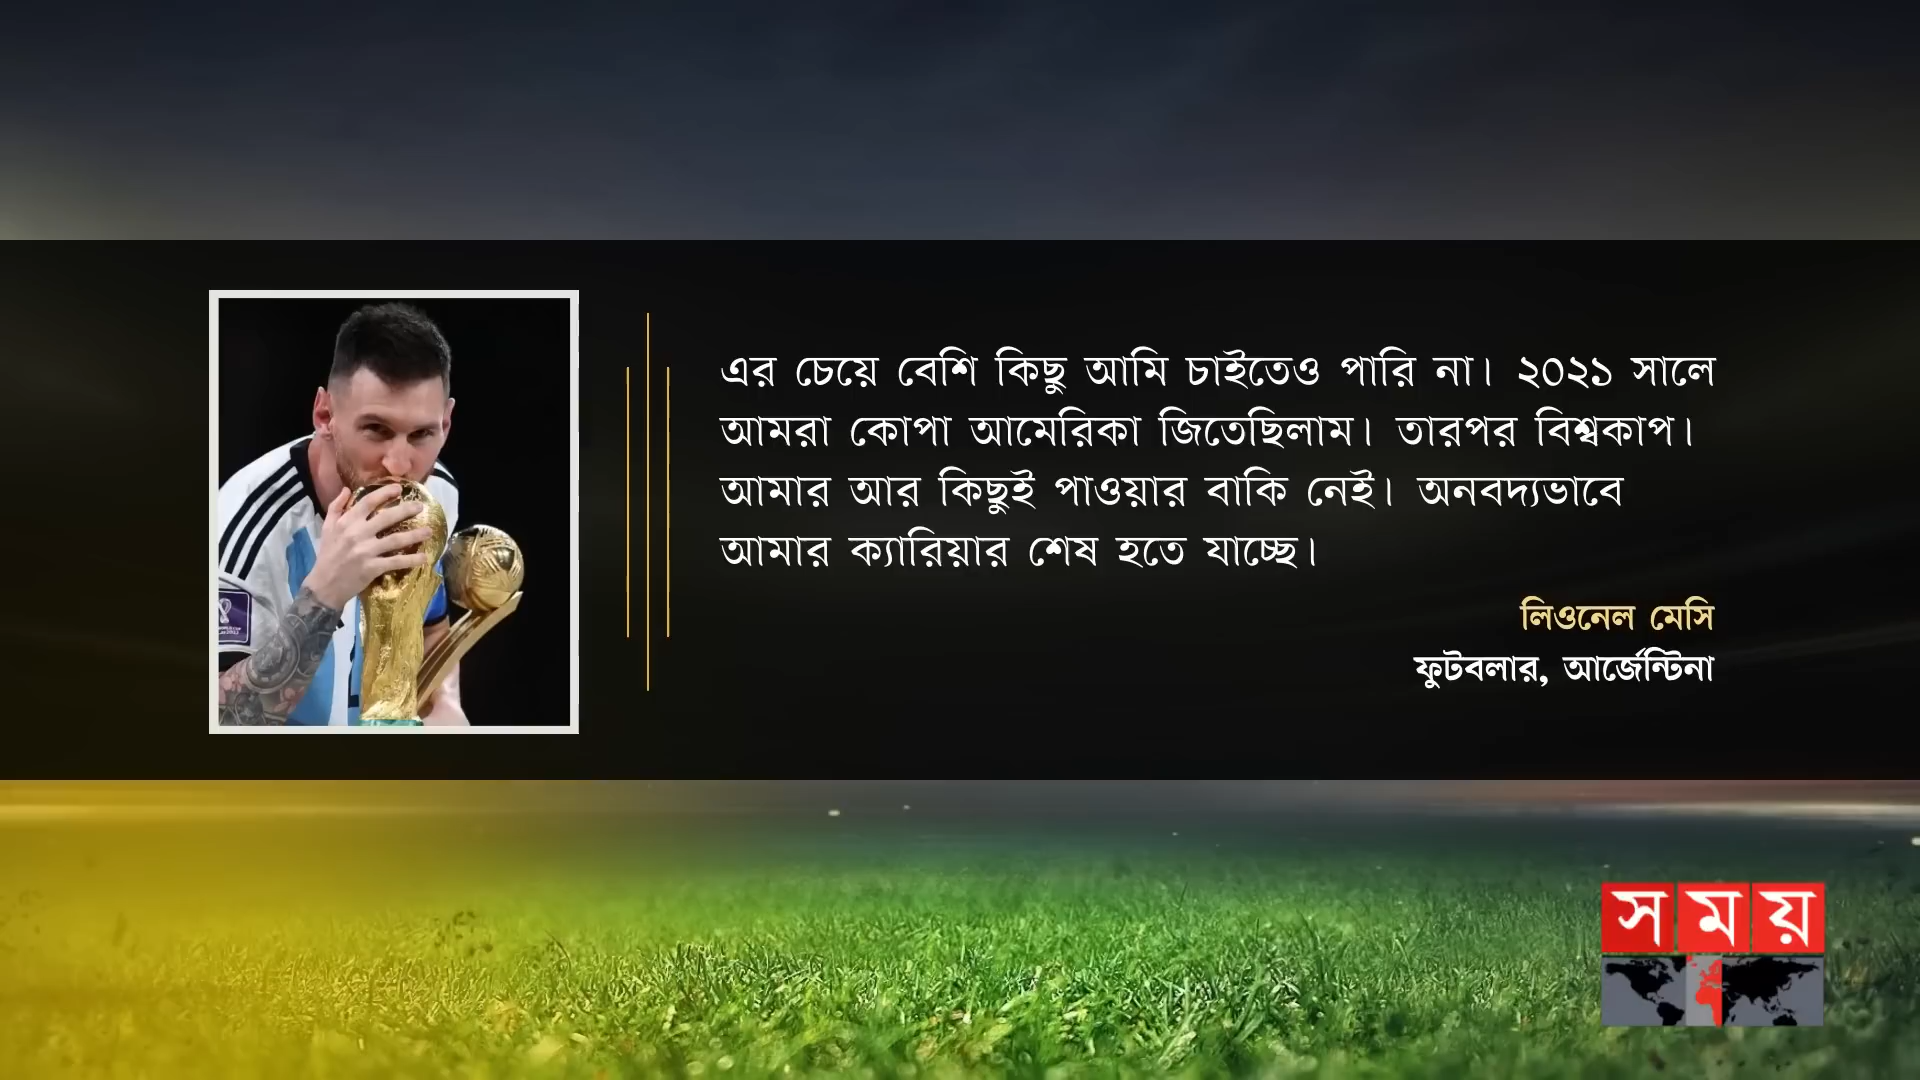 এর চেয়ে বেশি কিছু আমি চাইতেও পারি না। ২০২১ সালে
আমরা কোপা আমেরিকা জিতেছিলাম। তারপর বিশ্বকাপ।
আমার আর কিছুই পাওয়ার বাকি নেই। অনবদ্যভাবে
আমার ক্যারিয়ার শেষ হতে যাচ্ছে।
লিওনেল মেসি
ফুটবলার, আর্জেন্টিনা
সময়